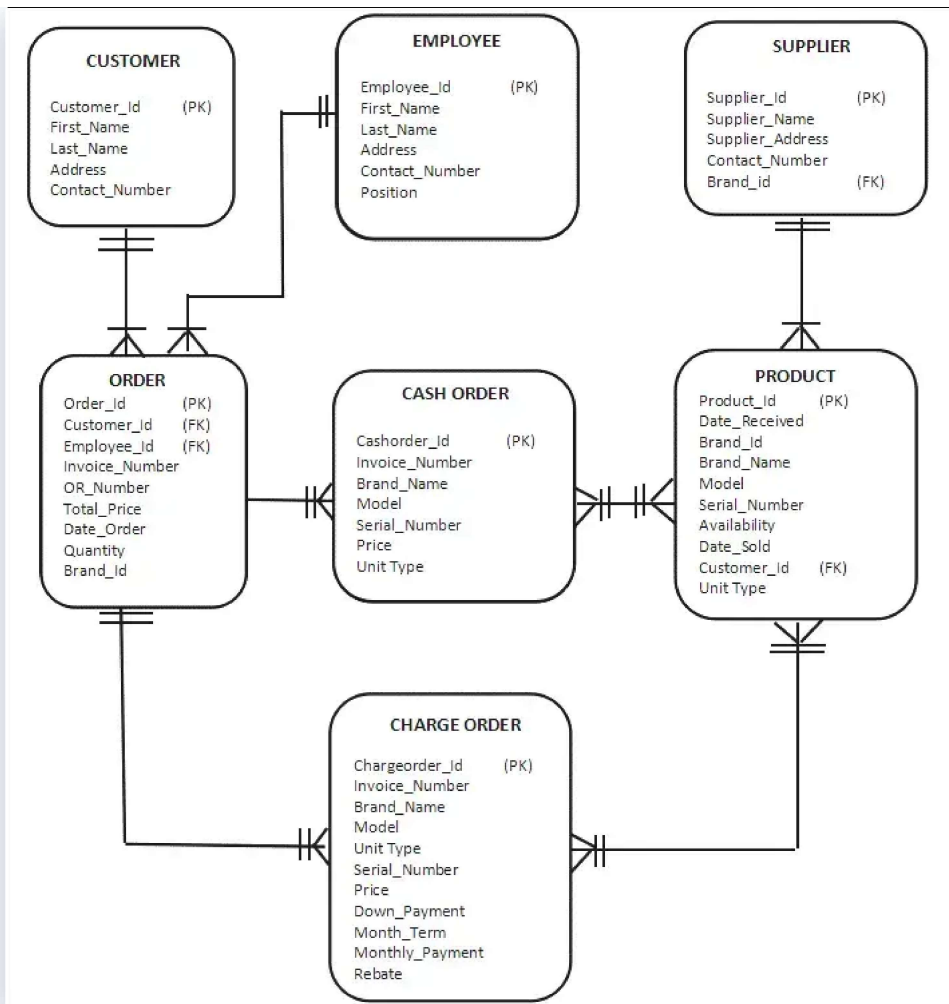 CUSTOMER
Customer_Id (PK)
First_Name
Last_Name
Address
Contact_Number
EMPLOYEE
Employee_Id (PK)
First_Name
Last_Name
Address
Contact_Number
Position
SUPPLIER
Supplier_Id (PK)
Supplier_Name
Supplier_Address
Contact_Number
Brand_id (FK)
ORDER
Order_Id (PK)
Customer_Id (FK)
Employee_Id (FK)
Invoice_Number
OR_Number
Total_Price
Date_Order
Quantity
Brand_Id
CASH ORDER
Cashorder_Id (PK)
Invoice_Number
Brand_Name
Model
Serial_Number
Price
Unit Type
PRODUCT
Product_Id (PK)
Date_Received
Brand_Id
Brand_Name
Model
Serial_Number
Availability
Date_Sold
Customer_Id (FK)
Unit Type
CHARGE ORDER
Chargeorder_Id (PK)
Invoice_Number
Brand_Name
Model
Unit Type
Serial_Number
Price
Down_Payment
Month_Term
Monthly_Payment
Rebate